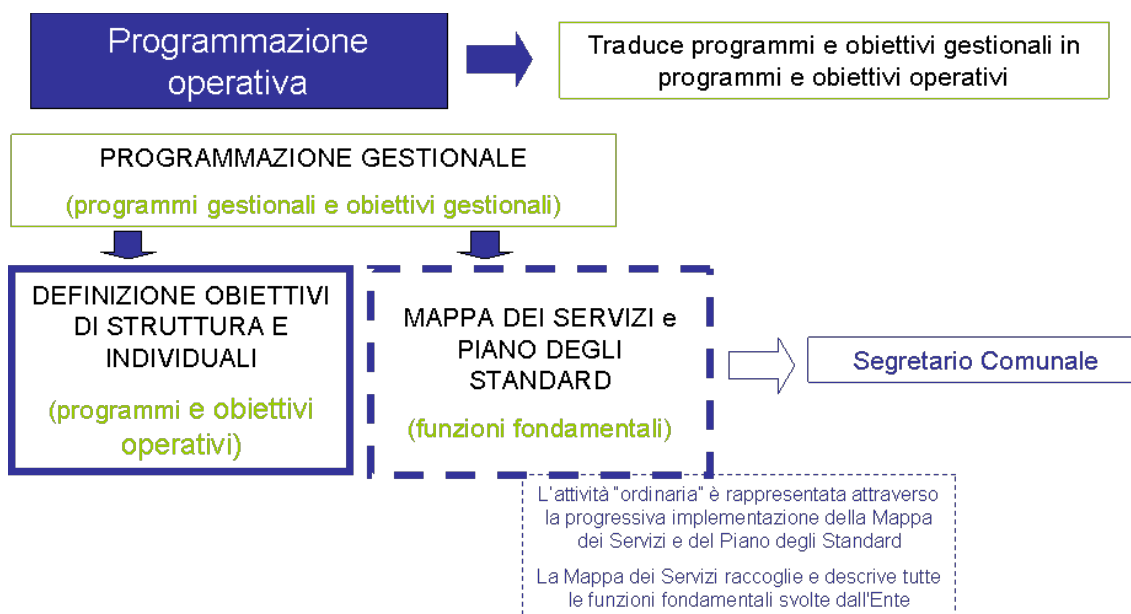 Programmazione
operativa
Traduce programmi e obiettivi gestionali in
programmi e obiettivi operativi
PROGRAMMAZIONE GESTIONALE
(programmi gestionali e obiettivi gestionali)
DEFINIZIONE OBIETTIVI
DI STRUTTURA E
INDIVIDUALI
(programmi e obiettivi
operativi)
MAPPA DEI SERVIZI e
PIANO DEGLI
STANDARD
(funzioni fondamentali)
Segretario Comunale
L'attività "ordinaria" è rappresentata attraverso
la progressiva implementazione della Mappa
dei Servizi e del Piano degli Standard
La Mappa dei Servizi raccoglie e descrive tutte
le funzioni fondamentali svolte dall'Ente